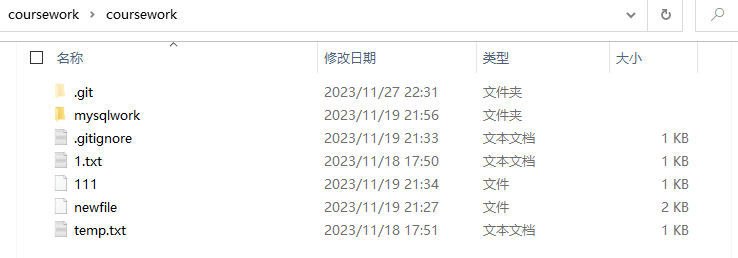 coursework > coursework
名称 修改日期 类型 大小
.git 2023/11/27 22:31 文件夹
mysqlwork 2023/11/19 21:56 文件夹
.gitignore 2023/11/19 21:33 文本文档 1 KB
1.txt 2023/11/18 17:50 文本文档 1 KB
111 2023/11/19 21:34 文件 1 KB
newfile 2023/11/19 21:27 文件 2 KB
temp.txt 2023/11/18 17:51 文本文档 1 KB